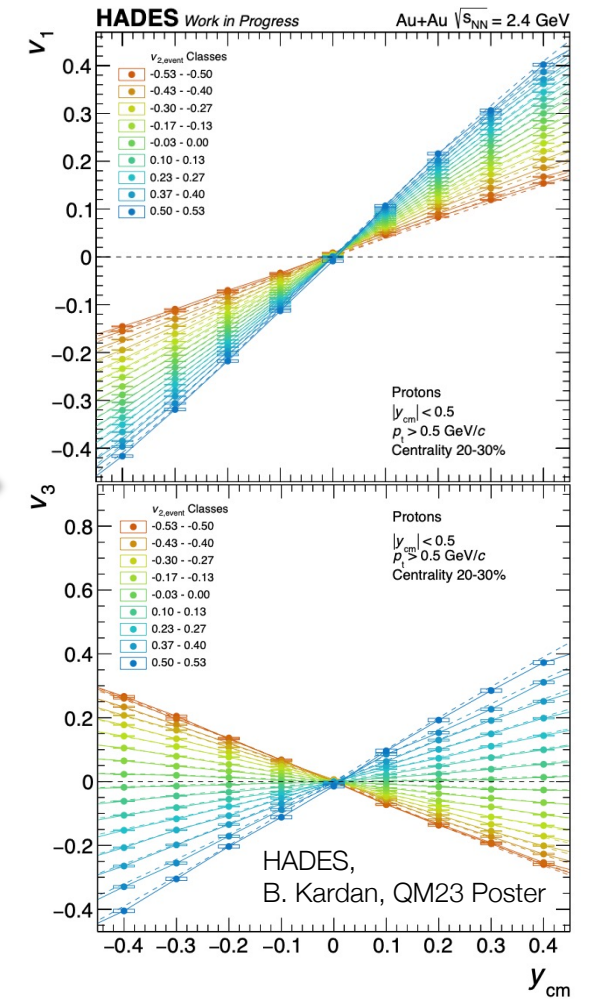 HADES Work in Progress Au+Au √sNN = 2.4 GeV
v1
v2,event Classes
-0.53 - -0.50
-0.43 - -0.40
-0.30 - -0.27
-0.17 - -0.13
-0.03 - 0.00
0.10 - 0.13
0.23 - 0.27
0.37 - 0.40
0.50 - 0.53
0.4
0.3
0.2
0.1
0
−0.1
−0.2
−0.3
−0.4
Protons
|ycm| < 0.5
pt > 0.5 GeV/c
Centrality 20-30%
v3
v2,event Classes
-0.53 - -0.50
-0.43 - -0.40
-0.30 - -0.27
-0.17 - -0.13
-0.03 - 0.00
0.10 - 0.13
0.23 - 0.27
0.37 - 0.40
0.50 - 0.53
Protons
|ycm| < 0.5
pt > 0.5 GeV/c
Centrality 20-30%
0.8
0.6
0.4
0.2
0
−0.2
−0.4
HADES,
B. Kardan, QM23 Poster
−0.4 −0.3 −0.2 −0.1 0 0.1 0.2 0.3 0.4
ycm